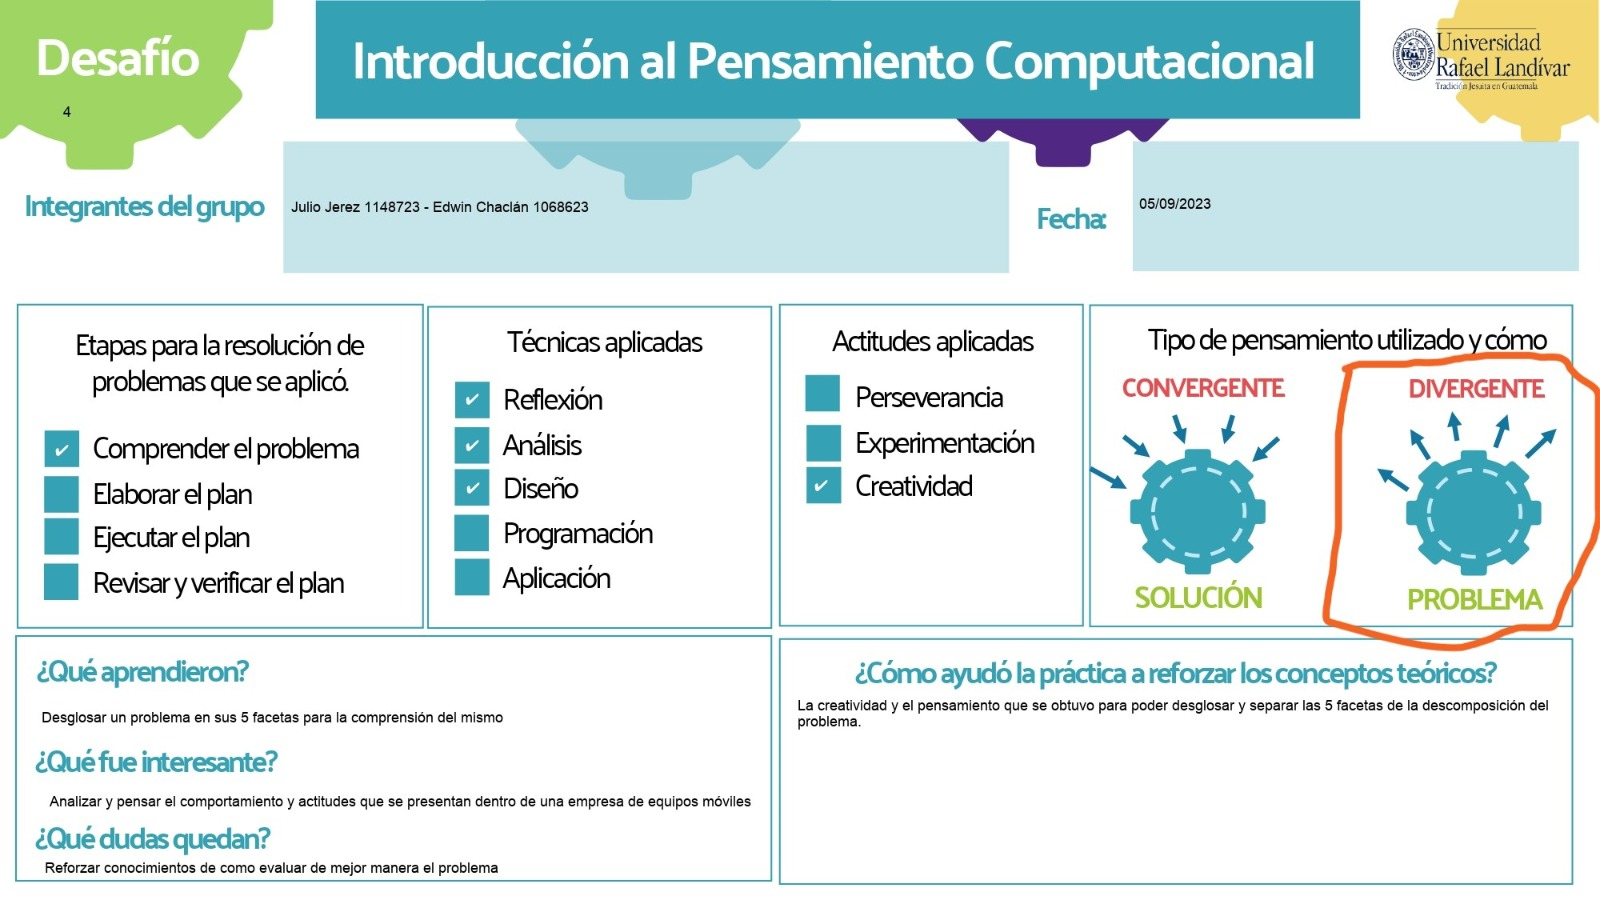 Desafío
4
Introducción al Pensamiento Computacional
Universidad
Rafael Landívar
Tradición Jesuita en Guatemala
Integrantes del grupo
Julio Jerez 1148723 - Edwin Chaclán 1068623
Fecha:
05/09/2023
Etapas para la resolución de
problemas que se aplicó.
✔ Comprender el problema
Elaborar el plan
Ejecutar el plan
Revisar y verificar el plan
Técnicas aplicadas
✔ Reflexión
✔ Análisis
✔ Diseño
Programación
Aplicación
Actitudes aplicadas
Perseverancia
Experimentación
✔ Creatividad
Tipo de pensamiento utilizado y cómo
CONVERGENTE
SOLUCIÓN
DIVERGENTE
PROBLEMA
¿Qué aprendieron?
Desglosar un problema en sus 5 facetas para la comprensión del mismo
¿Qué fue interesante?
Analizar y pensar el comportamiento y actitudes que se presentan dentro de una empresa de equipos móviles
¿Qué dudas quedan?
Reforzar conocimientos de como evaluar de mejor manera el problema
¿Cómo ayudó la práctica a reforzar los conceptos teóricos?
La creatividad y el pensamiento que se obtuvo para poder desglosar y separar las 5 facetas de la descomposición del
problema.